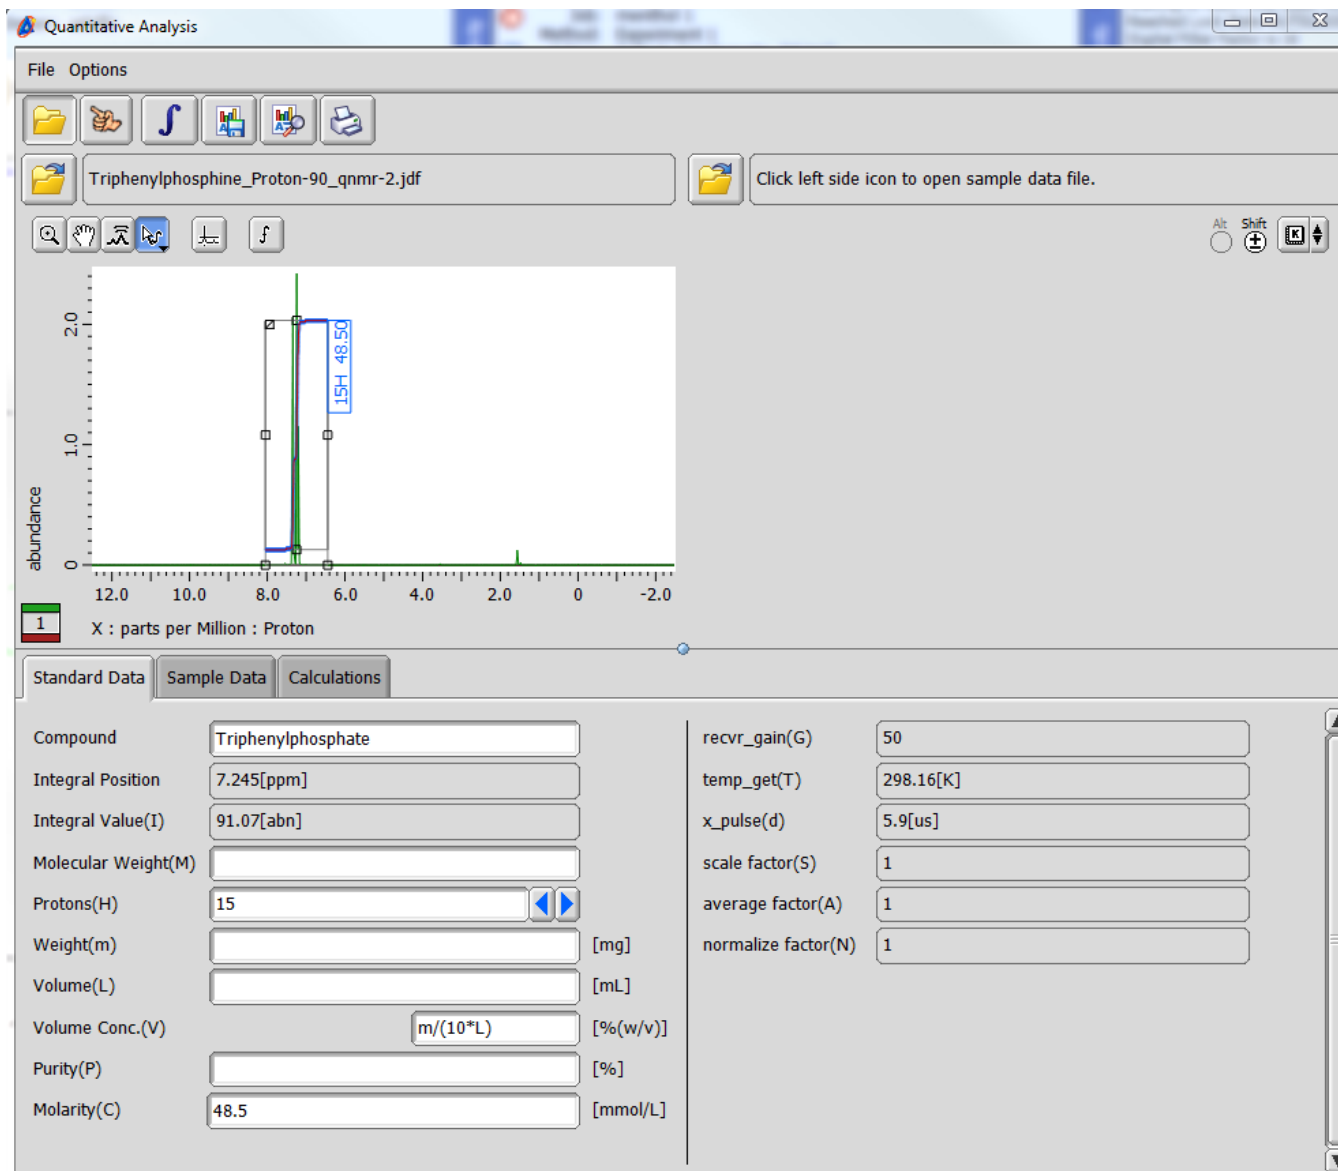 Quantitative Analysis
File Options
Triphenylphosphine_Proton-90_qnmr-2.jdf
Click left side icon to open sample data file.
Alt Shift
K
2.0
1.0
0
abundance
15H 48.50
12.0 10.0 8.0 6.0 4.0 2.0 0 -2.0
1
X : parts per Million : Proton
Standard Data Sample Data Calculations
Compound Triphenylphosphate
Integral Position 7.245[ppm]
Integral Value(I) 91.07[abn]
Molecular Weight(M)
Protons(H) 15
Weight(m) [mg]
Volume(L) [mL]
Volume Conc.(V) m/(10*L) [%(w/v)]
Purity(P) [%]
Molarity(C) 48.5 [mmol/L]
recvr_gain(G) 50
temp_get(T) 298.16[K]
x_pulse(d) 5.9[us]
scale factor(S) 1
average factor(A) 1
normalize factor(N) 1